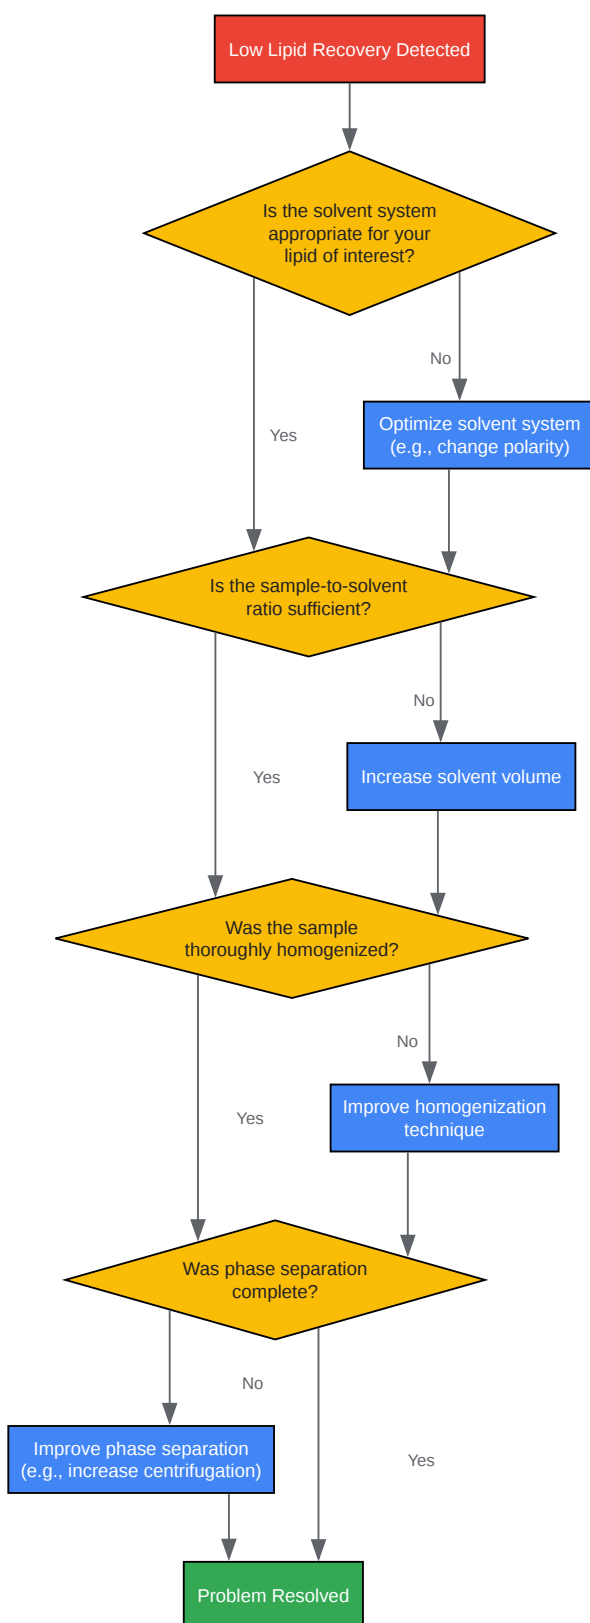 Low Lipid Recovery Detected
Is the solvent system
appropriate for your
lipid of interest?
No
Optimize solvent system
(e.g., change polarity)
Yes
Is the sample-to-solvent
ratio sufficient?
No
Increase solvent volume
Yes
Was the sample
thoroughly homogenized?
No
Improve homogenization
technique
Yes
Was phase separation
complete?
No
Improve phase separation
(e.g., increase centrifugation)
Yes
Problem Resolved